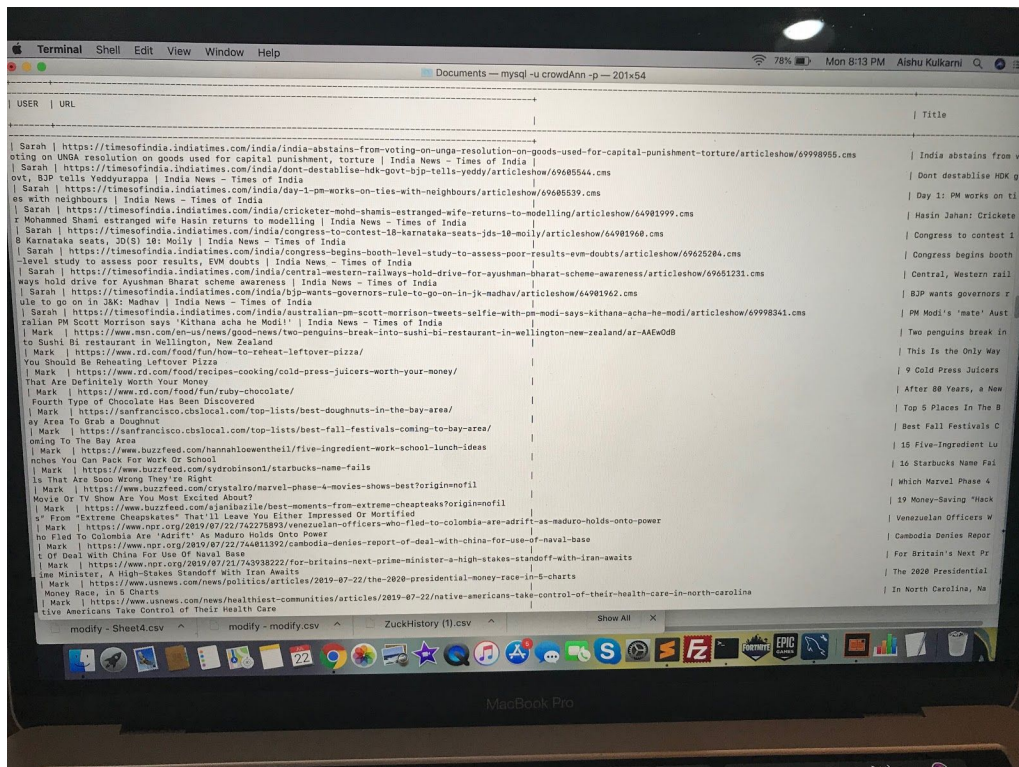 Terminal Shell Edit View Window Help 78% Mon 8:13 PM Aishu Kulkarni
Documents — mysql -u crowdAnn -p — 201×54
| USER | URL | Title
| Sarah | https://timesofindia.indiatimes.com/india/india-abstains-from-voting-on-unga-resolution-on-goods-used-for-capital-punishment-torture/articleshow/69998955.cms | India abstains from v
oting on UNGA resolution on goods used for capital punishment, torture | India News - Times of India |
| Sarah | https://timesofindia.indiatimes.com/india/dont-destablise-hdk-govt-bjp-tells-yeddy/articleshow/69605544.cms | Dont destablise HDK g
ovt, BJP tells Yeddyurappa | India News - Times of India |
| Sarah | https://timesofindia.indiatimes.com/india/day-1-pm-works-on-ties-with-neighbours/articleshow/69605539.cms | Day 1: PM works on ti
es with neighbours | India News - Times of India |
| Sarah | https://timesofindia.indiatimes.com/india/cricketer-mohd-shamis-estranged-wife-returns-to-modelling/articleshow/64901999.cms | Hasin Jahan: Crickete
r Mohammed Shami estranged wife Hasin returns to modelling | India News - Times of India |
| Sarah | https://timesofindia.indiatimes.com/india/congress-to-contest-18-karnataka-seats-jds-10-moily/articleshow/64901960.cms | Congress to contest 1
8 Karnataka seats, JD(S) 10: Moily | India News - Times of India |
| Sarah | https://timesofindia.indiatimes.com/india/congress-begins-booth-level-study-to-assess-poor-results-evm-doubts/articleshow/69625204.cms | Congress begins booth
-level study to assess poor results, EVM doubts | India News - Times of India |
| Sarah | https://timesofindia.indiatimes.com/india/central-western-railways-hold-drive-for-ayushman-bharat-scheme-awareness/articleshow/69651231.cms | Central, Western rail
ways hold drive for Ayushman Bharat scheme awareness | India News - Times of India |
| Sarah | https://timesofindia.indiatimes.com/india/bjp-wants-governors-rule-to-go-on-in-jk-madhav/articleshow/64901962.cms | BJP wants governors r
ule to go on in J&K: Madhav | India News - Times of India |
| Sarah | https://timesofindia.indiatimes.com/india/australian-pm-scott-morrison-tweets-selfie-with-pm-modi-says-kithana-acha-he-modi/articleshow/69998341.cms | PM Modi's 'mate' Aust
ralian PM Scott Morrison says 'Kithana acha he Modi!' | India News - Times of India |
| Mark | https://www.msn.com/en-us/news/good-news/two-penguins-break-into-sushi-bi-restaurant-in-wellington-new-zealand/ar-AAEwOdB | Two penguins break in
to Sushi Bi restaurant in Wellington, New Zealand |
| Mark | https://www.rd.com/food/fun/how-to-reheat-leftover-pizza/ | This Is the Only Way
You Should Be Reheating Leftover Pizza |
| Mark | https://www.rd.com/food/recipes-cooking/cold-press-juicers-worth-your-money/ | 9 Cold Press Juicers
That Are Definitely Worth Your Money |
| Mark | https://www.rd.com/food/fun/ruby-chocolate/ | After 80 Years, a New
Fourth Type of Chocolate Has Been Discovered |
| Mark | https://sanfrancisco.cbslocal.com/top-lists/best-doughnuts-in-the-bay-area/ | Top 5 Places In The B
ay Area To Grab a Doughnut |
| Mark | https://sanfrancisco.cbslocal.com/top-lists/best-fall-festivals-coming-to-bay-area/ | Best Fall Festivals C
oming To The Bay Area |
| Mark | https://www.buzzfeed.com/hannahloewentheil/five-ingredient-work-school-lunch-ideas | 15 Five-Ingredient Lu
nches You Can Pack For Work Or School |
| Mark | https://www.buzzfeed.com/sydrobinson1/starbucks-name-fails | 16 Starbucks Name Fai
ls That Are Sooo Wrong They're Right |
| Mark | https://www.buzzfeed.com/crystalro/marvel-phase-4-movies-shows-best?origin=nofil | Which Marvel Phase 4
Movie Or TV Show Are You Most Excited About? |
| Mark | https://www.buzzfeed.com/ajanibazile/best-moments-from-extreme-cheapteaks?origin=nofil | 19 Money-Saving "Hack
s" From "Extreme Cheapskates" That'll Leave You Either Impressed Or Mortified |
| Mark | https://www.npr.org/2019/07/22/742275893/venezuelan-officers-who-fled-to-colombia-are-adrift-as-maduro-holds-onto-power | Venezuelan Officers W
ho Fled To Colombia Are 'Adrift' As Maduro Holds Onto Power |
| Mark | https://www.npr.org/2019/07/22/744011392/cambodia-denies-report-of-deal-with-china-for-use-of-naval-base | Cambodia Denies Repor
t Of Deal With China For Use Of Naval Base |
| Mark | https://www.npr.org/2019/07/21/743938222/for-britains-next-prime-minister-a-high-stakes-standoff-with-iran-awaits | For Britain's Next Pr
ime Minister, A High-Stakes Standoff With Iran Awaits |
| Mark | https://www.usnews.com/news/politics/articles/2019-07-22/the-2020-presidential-money-race-in-5-charts | The 2020 Presidential
Money Race, in 5 Charts |
| Mark | https://www.usnews.com/news/healthiest-communities/articles/2019-07-22/native-americans-take-control-of-their-health-care-in-north-carolina | In North Carolina, Na
tive Americans Take Control of Their Health Care |
modify - Sheet4.csv modify - modify.csv ZuckHistory (1).csv Show All
22 FORTNITE EPIC GAMES
MacBook Pro